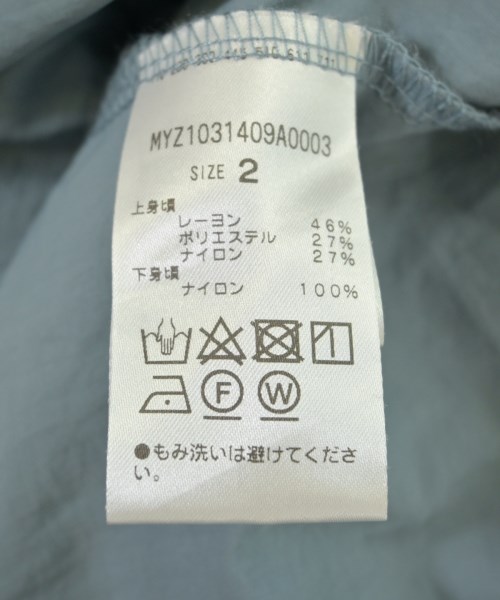 MYZ1031409A0003
SIZE 2
上身頃
レーヨン 46%
ポリエステル 27%
ナイロン 27%
下身頃
ナイロン 100%
F W
●もみ洗いは避けてくださ
い。